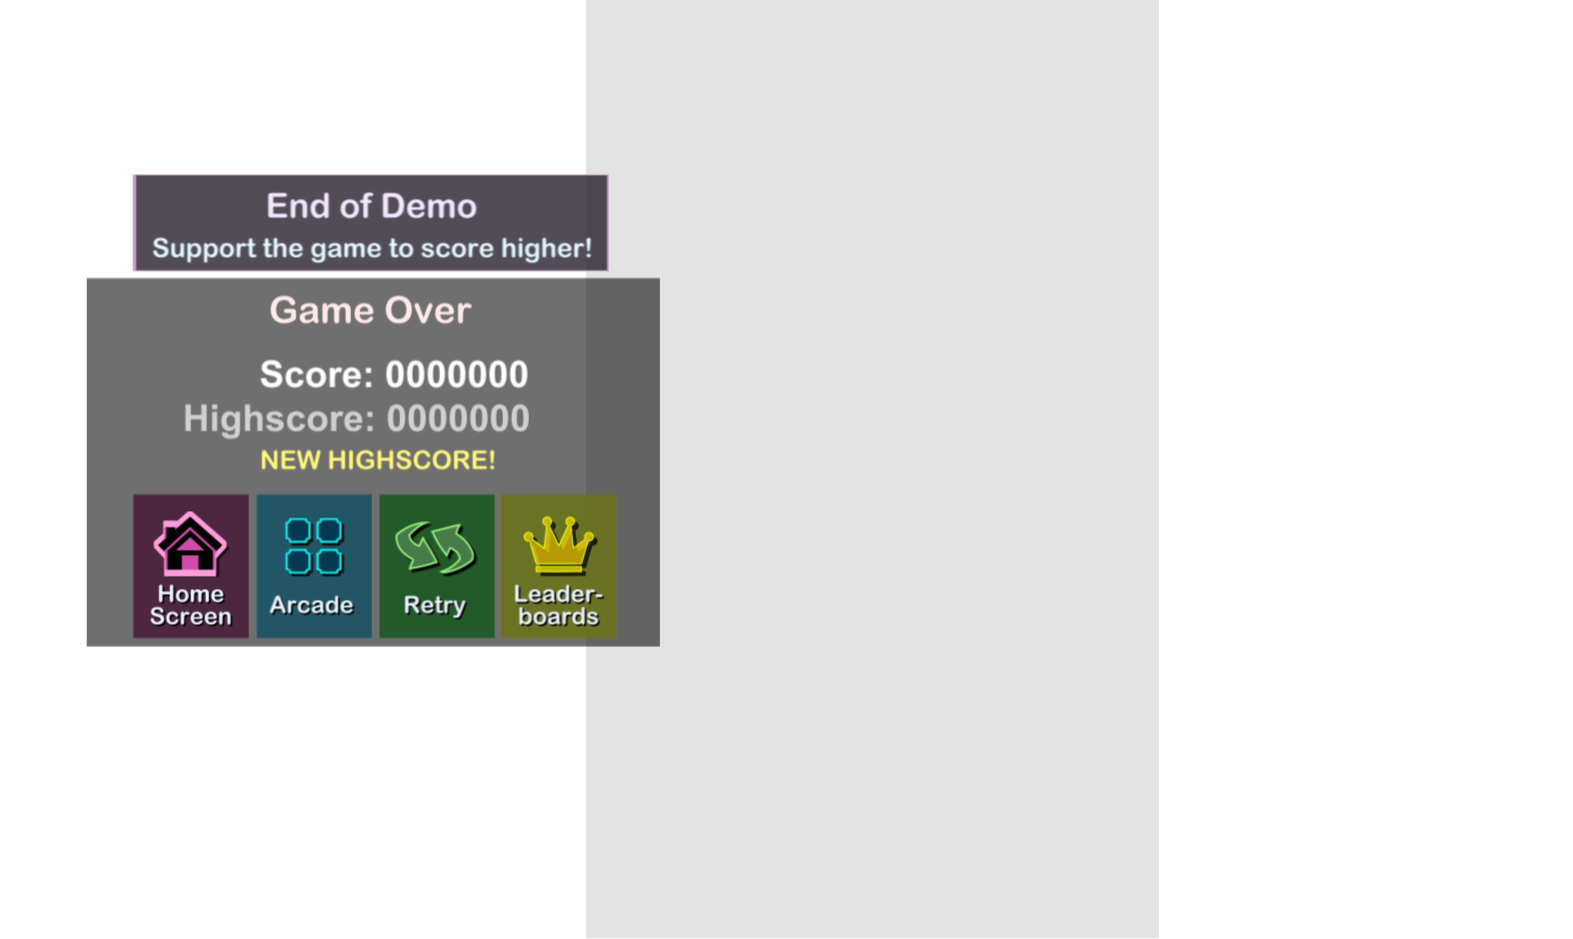 End of Demo
Support the game to score higher!
Game Over
Score: 0000000
Highscore: 0000000
NEW HIGHSCORE!
Home
Screen
Arcade
Retry
Leader-
boards